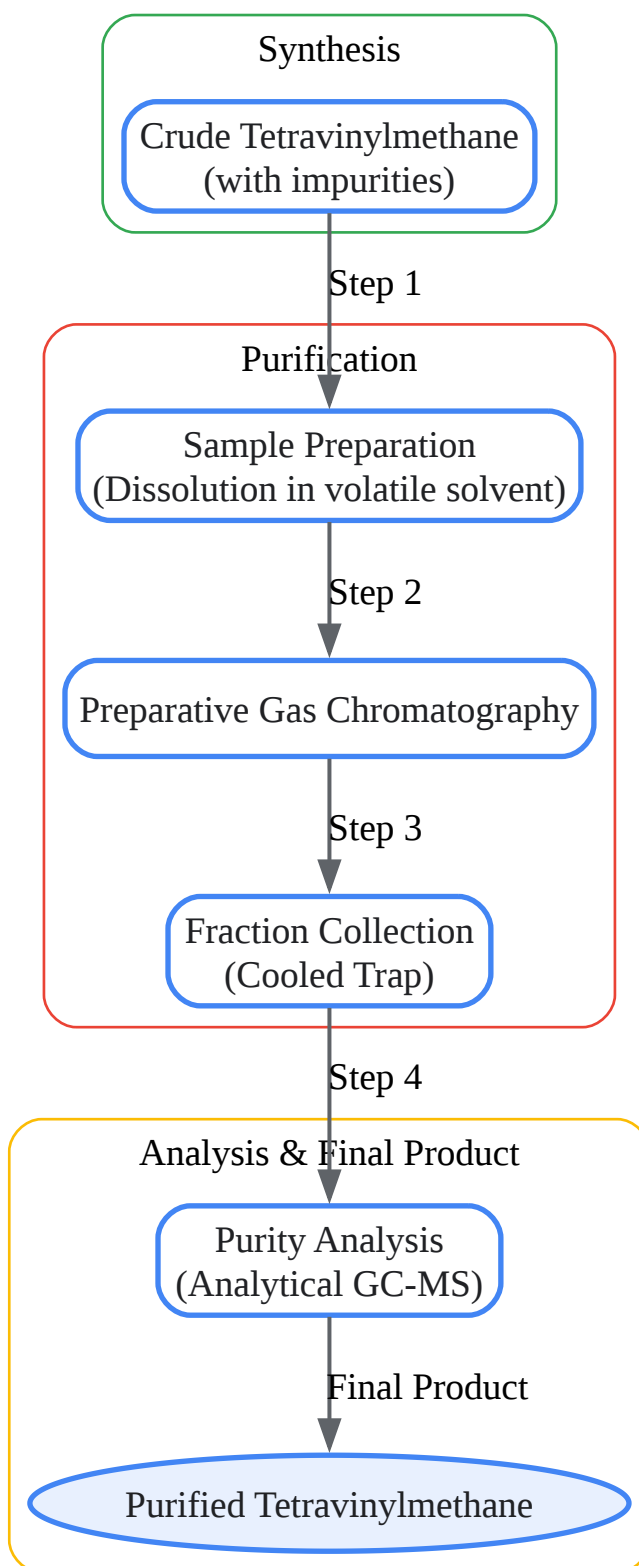 Synthesis
Crude Tetravinylmethane
(with impurities)
Step 1
Purification
Sample Preparation
(Dissolution in volatile solvent)
Step 2
Preparative Gas Chromatography
Step 3
Fraction Collection
(Cooled Trap)
Step 4
Analysis & Final Product
Purity Analysis
(Analytical GC-MS)
Final Product
Purified Tetravinylmethane